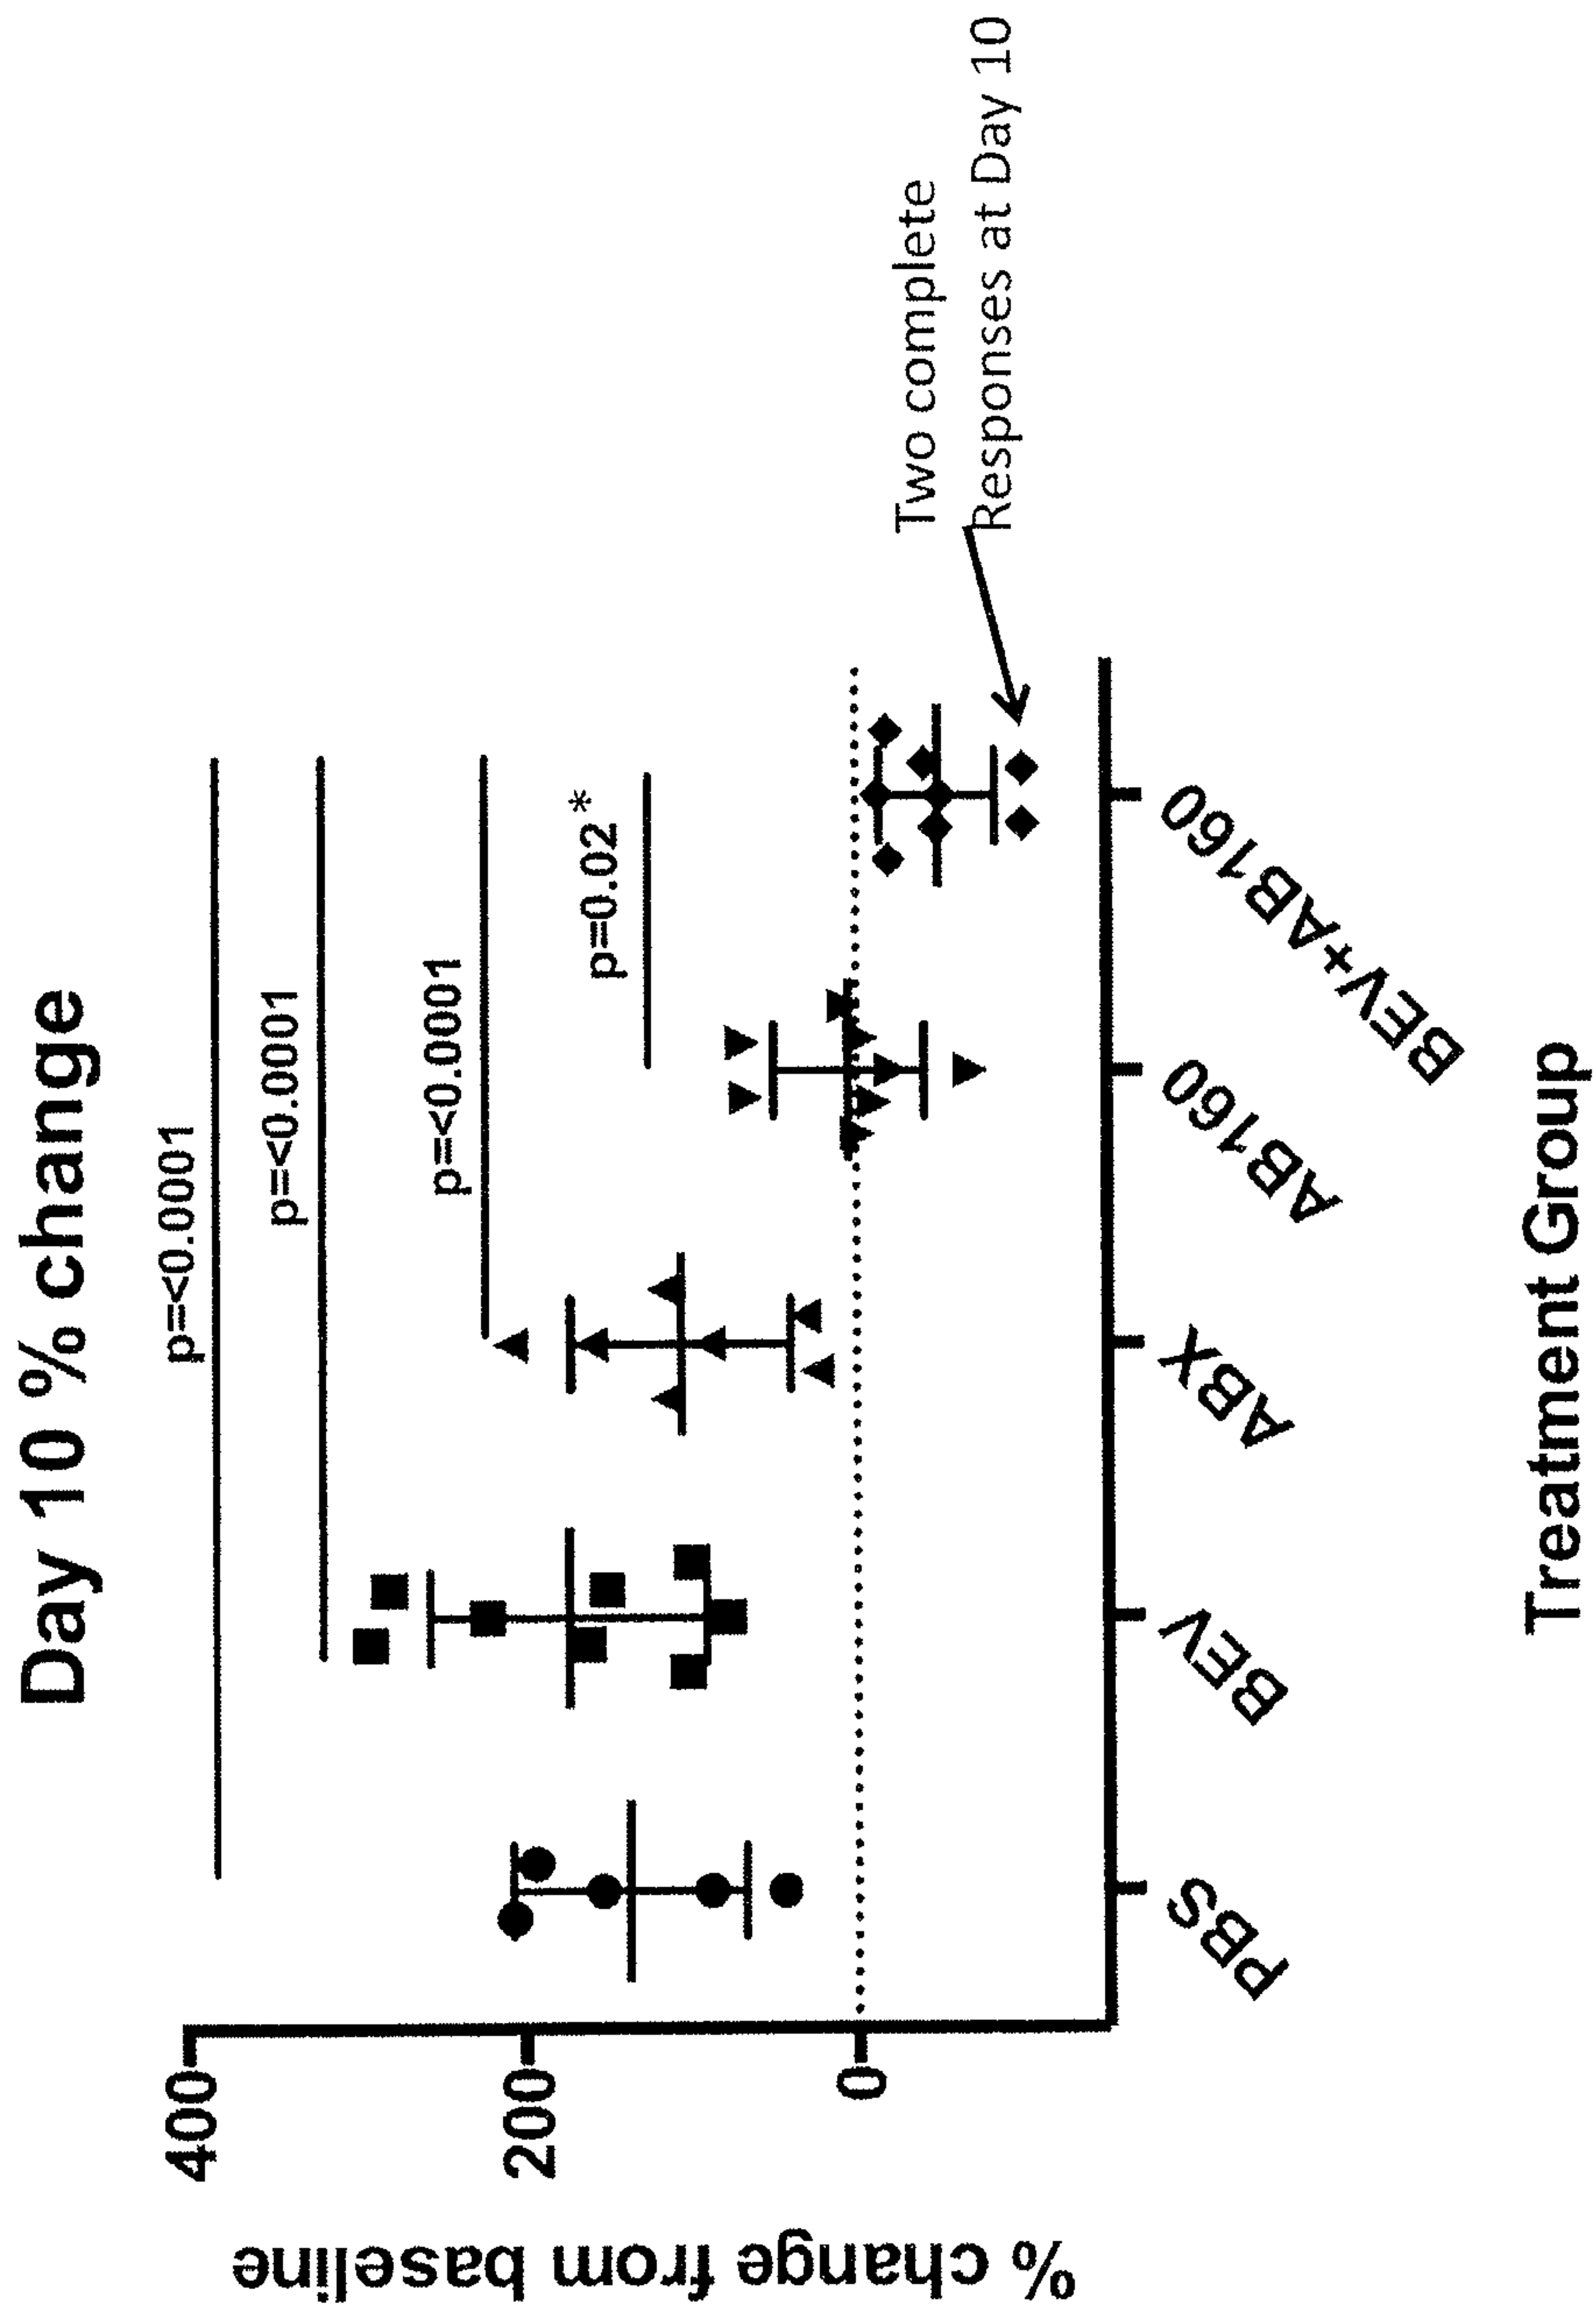 Day 10 % change
p=<0.0001
p=<0.0001
p=<0.0001
p=0.02*
400
200
0
% change from baseline
Two complete
Responses at Day 10
PBS
BEV
ABX
AB160
BEV+AB160
Treatment Group